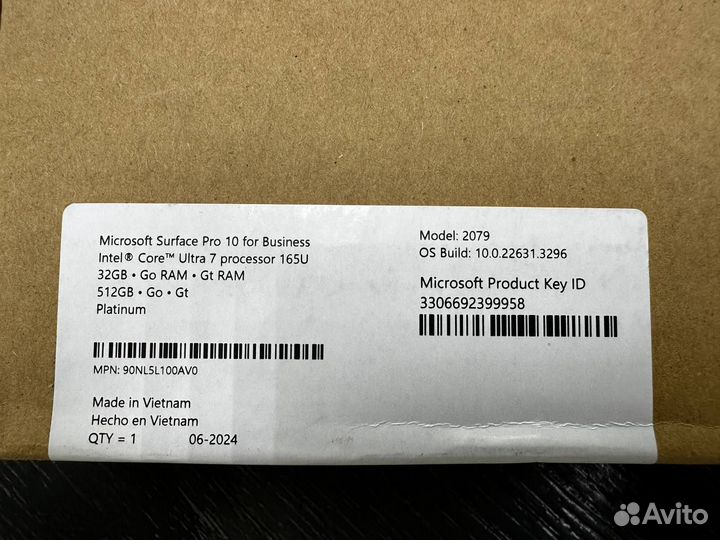 Microsoft Surface Pro 10 for Business
Intel® Core™ Ultra 7 processor 165U
32GB • Go RAM • Gt RAM
512GB • Go • Gt
Platinum
MPN: 90NL5L100AV0
Made in Vietnam
Hecho en Vietnam
QTY = 1 06-2024
Model: 2079
OS Build: 10.0.22631.3296
Microsoft Product Key ID
3306692399958
Avito